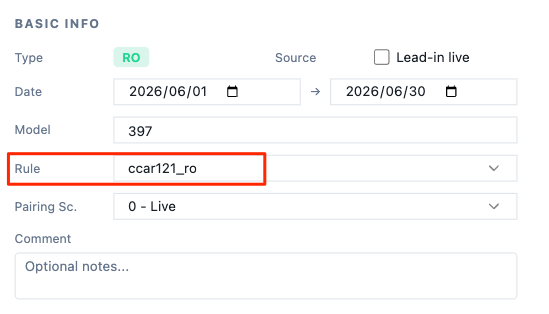 BASIC INFO
Type RO Source Lead-in live
Date 2026/06/01 → 2026/06/30
Model 397
Rule ccar121_ro
Pairing Sc. 0 - Live
Comment
Optional notes...